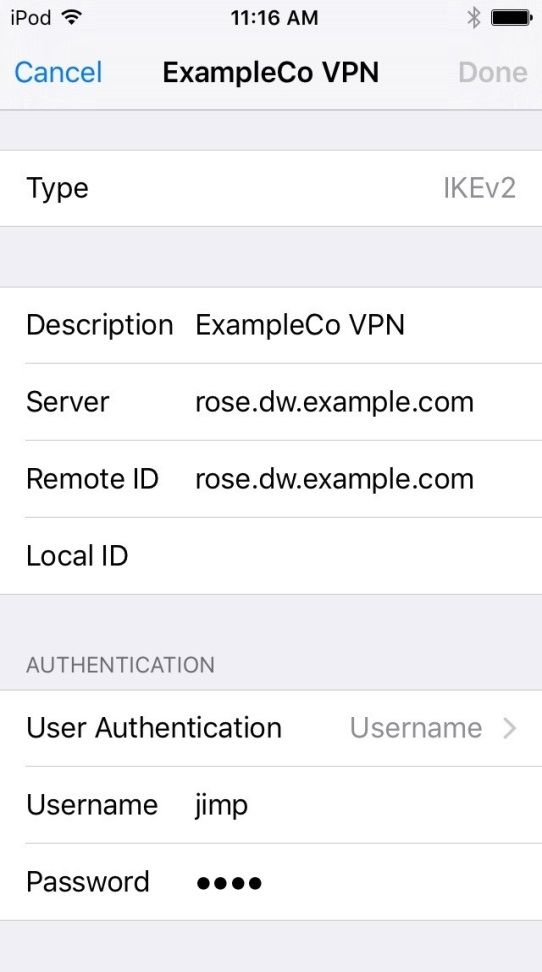 iPod 11:16 AM
Cancel ExampleCo VPN Done
Type IKEv2
Description ExampleCo VPN
Server rose.dw.example.com
Remote ID rose.dw.example.com
Local ID
AUTHENTICATION
User Authentication Username
Username jimp
Password ●●●●